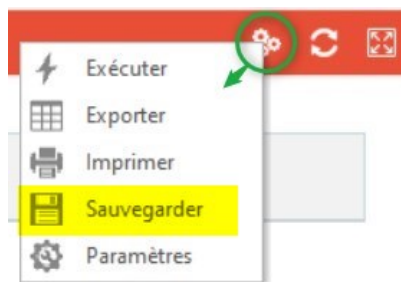 Exécuter
Exporter
Imprimer
Sauvegarder
Paramètres